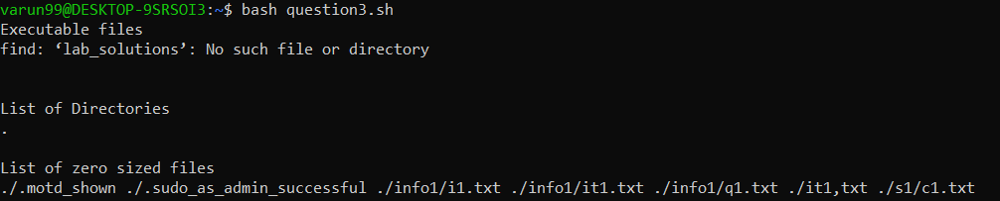 varun99@DESKTOP-9SRSOI3:~$ bash question3.sh
Executable files
find: ‘lab_solutions’: No such file or directory
List of Directories
.
List of zero sized files
./.motd_shown ./.sudo_as_admin_successful ./info1/i1.txt ./info1/it1.txt ./info1/q1.txt ./it1,txt ./s1/c1.txt